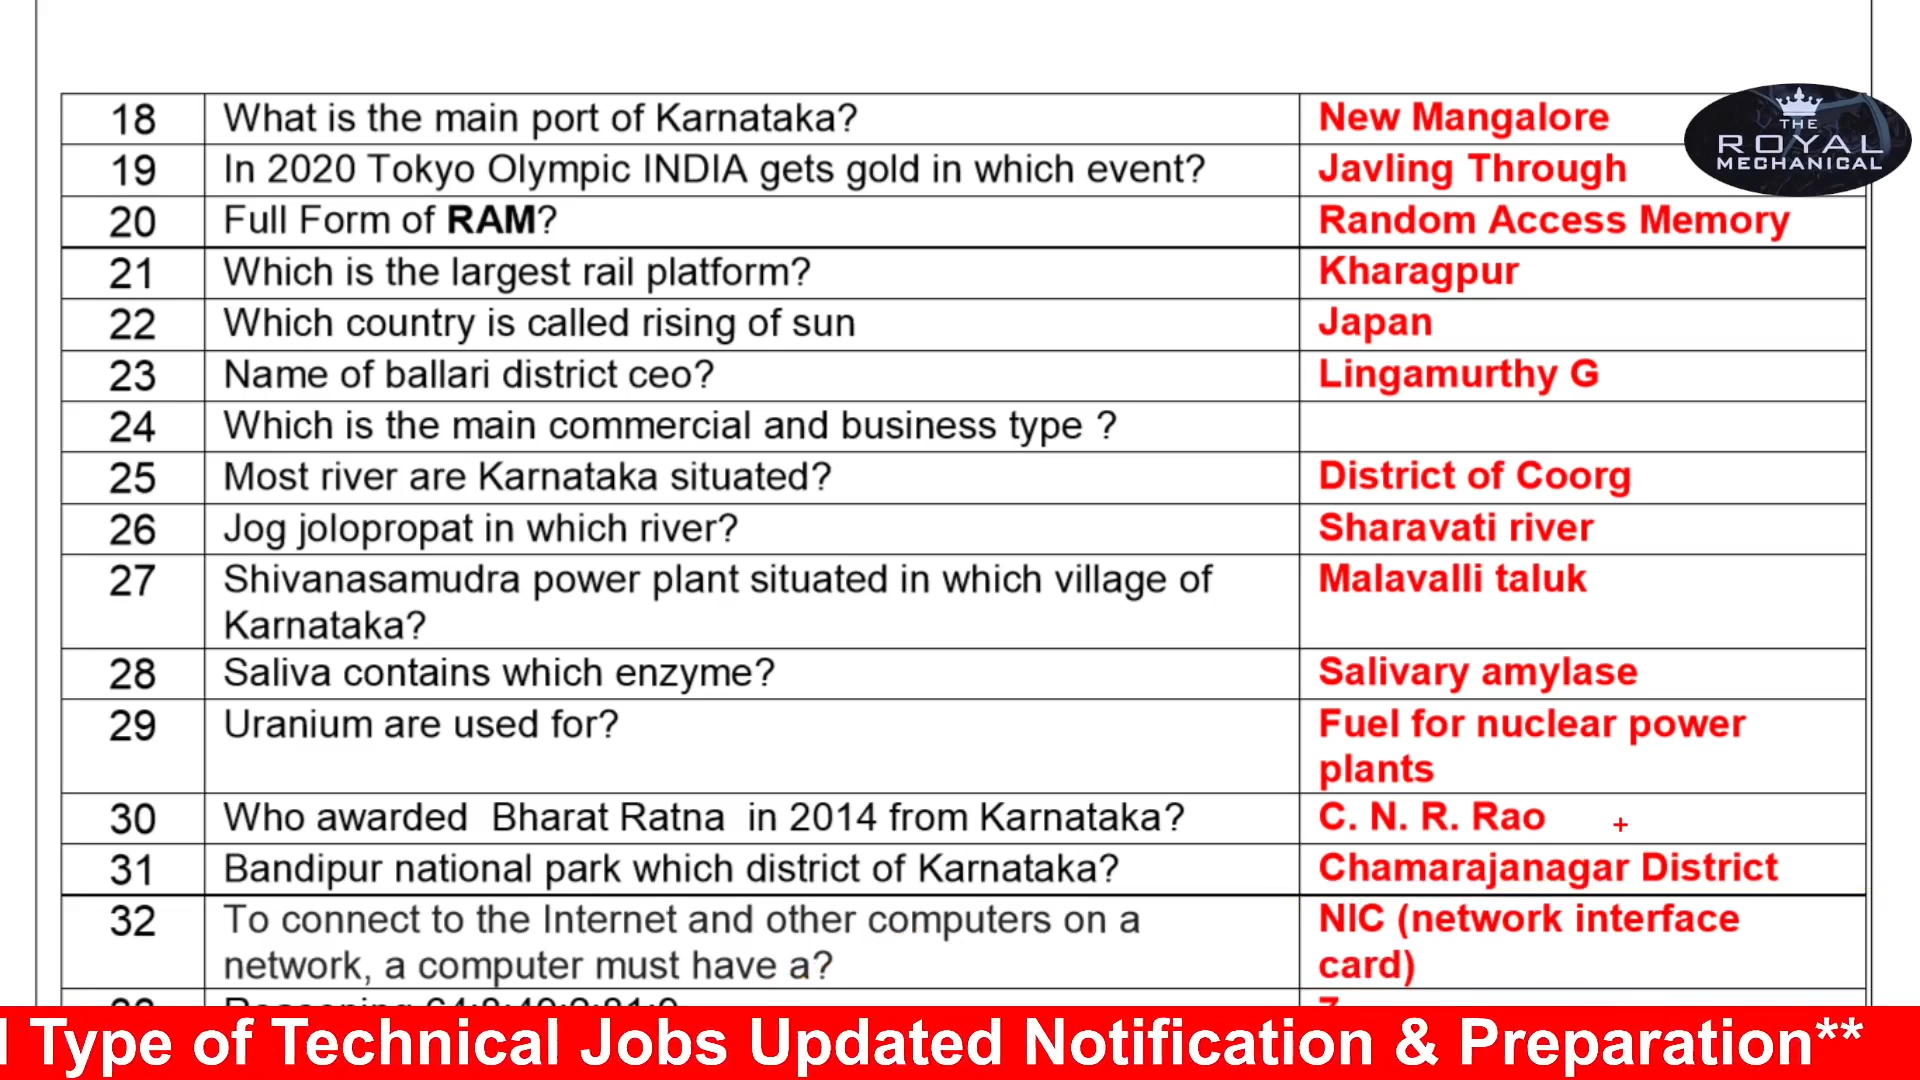 18 What is the main port of Karnataka? New Mangalore
THE
ROYAL
MECHANICAL
19 In 2020 Tokyo Olympic INDIA gets gold in which event? Javling Through
20 Full Form of RAM? Random Access Memory
21 Which is the largest rail platform? Kharagpur
22 Which country is called rising of sun Japan
23 Name of ballari district ceo? Lingamurthy G
24 Which is the main commercial and business type ?
25 Most river are Karnataka situated? District of Coorg
26 Jog jolopropat in which river? Sharavati river
27 Shivanasamudra power plant situated in which village of Malavalli taluk
Karnataka?
28 Saliva contains which enzyme? Salivary amylase
29 Uranium are used for? Fuel for nuclear power
plants
30 Who awarded Bharat Ratna in 2014 from Karnataka? C. N. R. Rao
31 Bandipur national park which district of Karnataka? Chamarajanagar District
32 To connect to the Internet and other computers on a NIC (network interface
network, a computer must have a? card)
Type of Technical Jobs Updated Notification & Preparation**